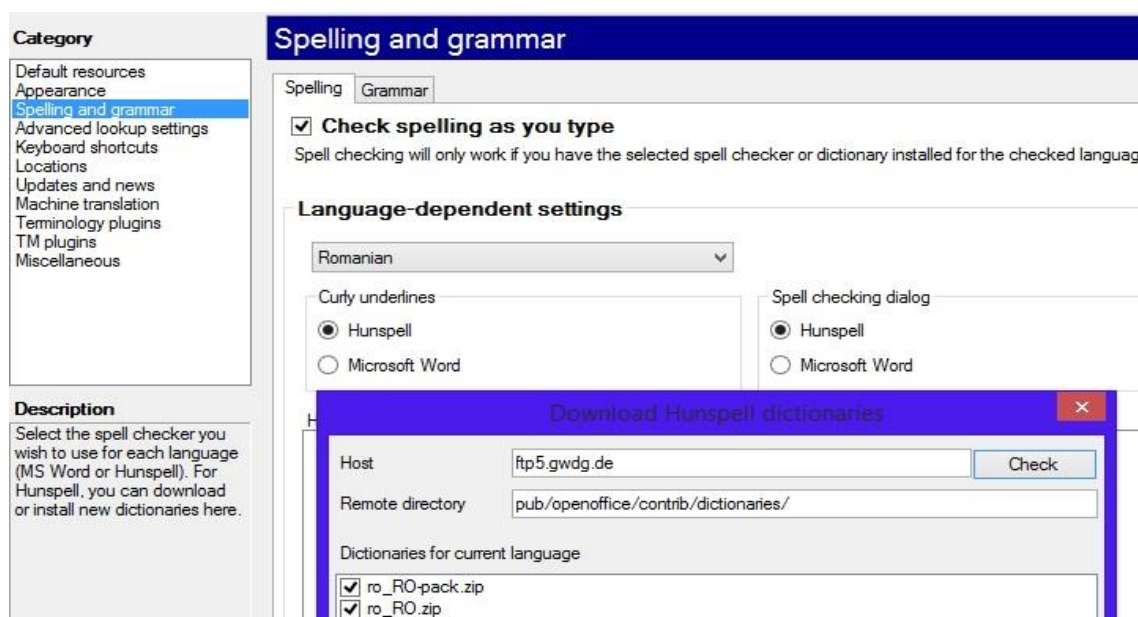 Category
Default resources
Appearance
Spelling and grammar
Advanced lookup settings
Keyboard shortcuts
Locations
Updates and news
Machine translation
Terminology plugins
TM plugins
Miscellaneous
Description
Select the spell checker you
wish to use for each language
(MS Word or Hunspell). For
Hunspell, you can download
or install new dictionaries here.
Spelling and grammar
Spelling Grammar
Check spelling as you type
Spell checking will only work if you have the selected spell checker or dictionary installed for the checked languag
Language-dependent settings
Romanian
Curly underlines
Hunspell
Microsoft Word
Spell checking dialog
Hunspell
Microsoft Word
H
Download Hunspell dictionaries
Host ftp5.gwdg.de Check
Remote directory pub/openoffice/contrib/dictionaries/
Dictionaries for current language
ro_RO-pack.zip
ro_RO.zip